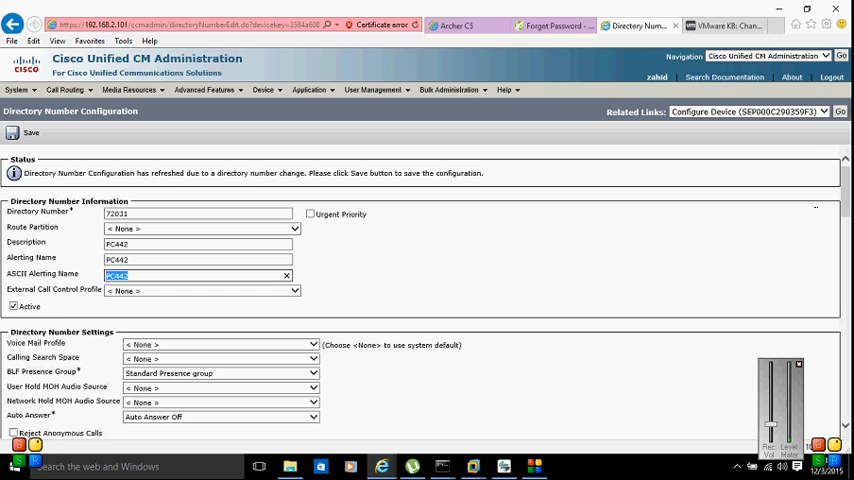 https://192.168.2.101/ccmadmin/directoryNumberEdit.do?devicekey=3584a608
Certificate error
Archer C5
Forgot Password - ...
Directory Num...
VMware KB: Chan...
File Edit View Favorites Tools Help
Cisco Unified CM Administration
CISCO
For Cisco Unified Communications Solutions
Navigation Cisco Unified CM Administration Go
zahid Search Documentation About Logout
System Call Routing Media Resources Advanced Features Device Application User Management Bulk Administration Help
Directory Number Configuration
Related Links: Configure Device (SEP000C290359F3) Go
Save
Status
Directory Number Configuration has refreshed due to a directory number change. Please click Save button to save the configuration.
Directory Number Information
Directory Number* 72031 Urgent Priority
Route Partition < None >
Description PC442
Alerting Name PC442
ASCII Alerting Name PC442
External Call Control Profile < None >
Active
Directory Number Settings
Voice Mail Profile < None > (Choose <None> to use system default)
Calling Search Space < None >
BLF Presence Group* Standard Presence group
User Hold MOH Audio Source < None >
Network Hold MOH Audio Source < None >
Auto Answer* Auto Answer Off
Reject Anonymous Calls
Rec. Vol Level Meter
Search the web and Windows
12/3/2015